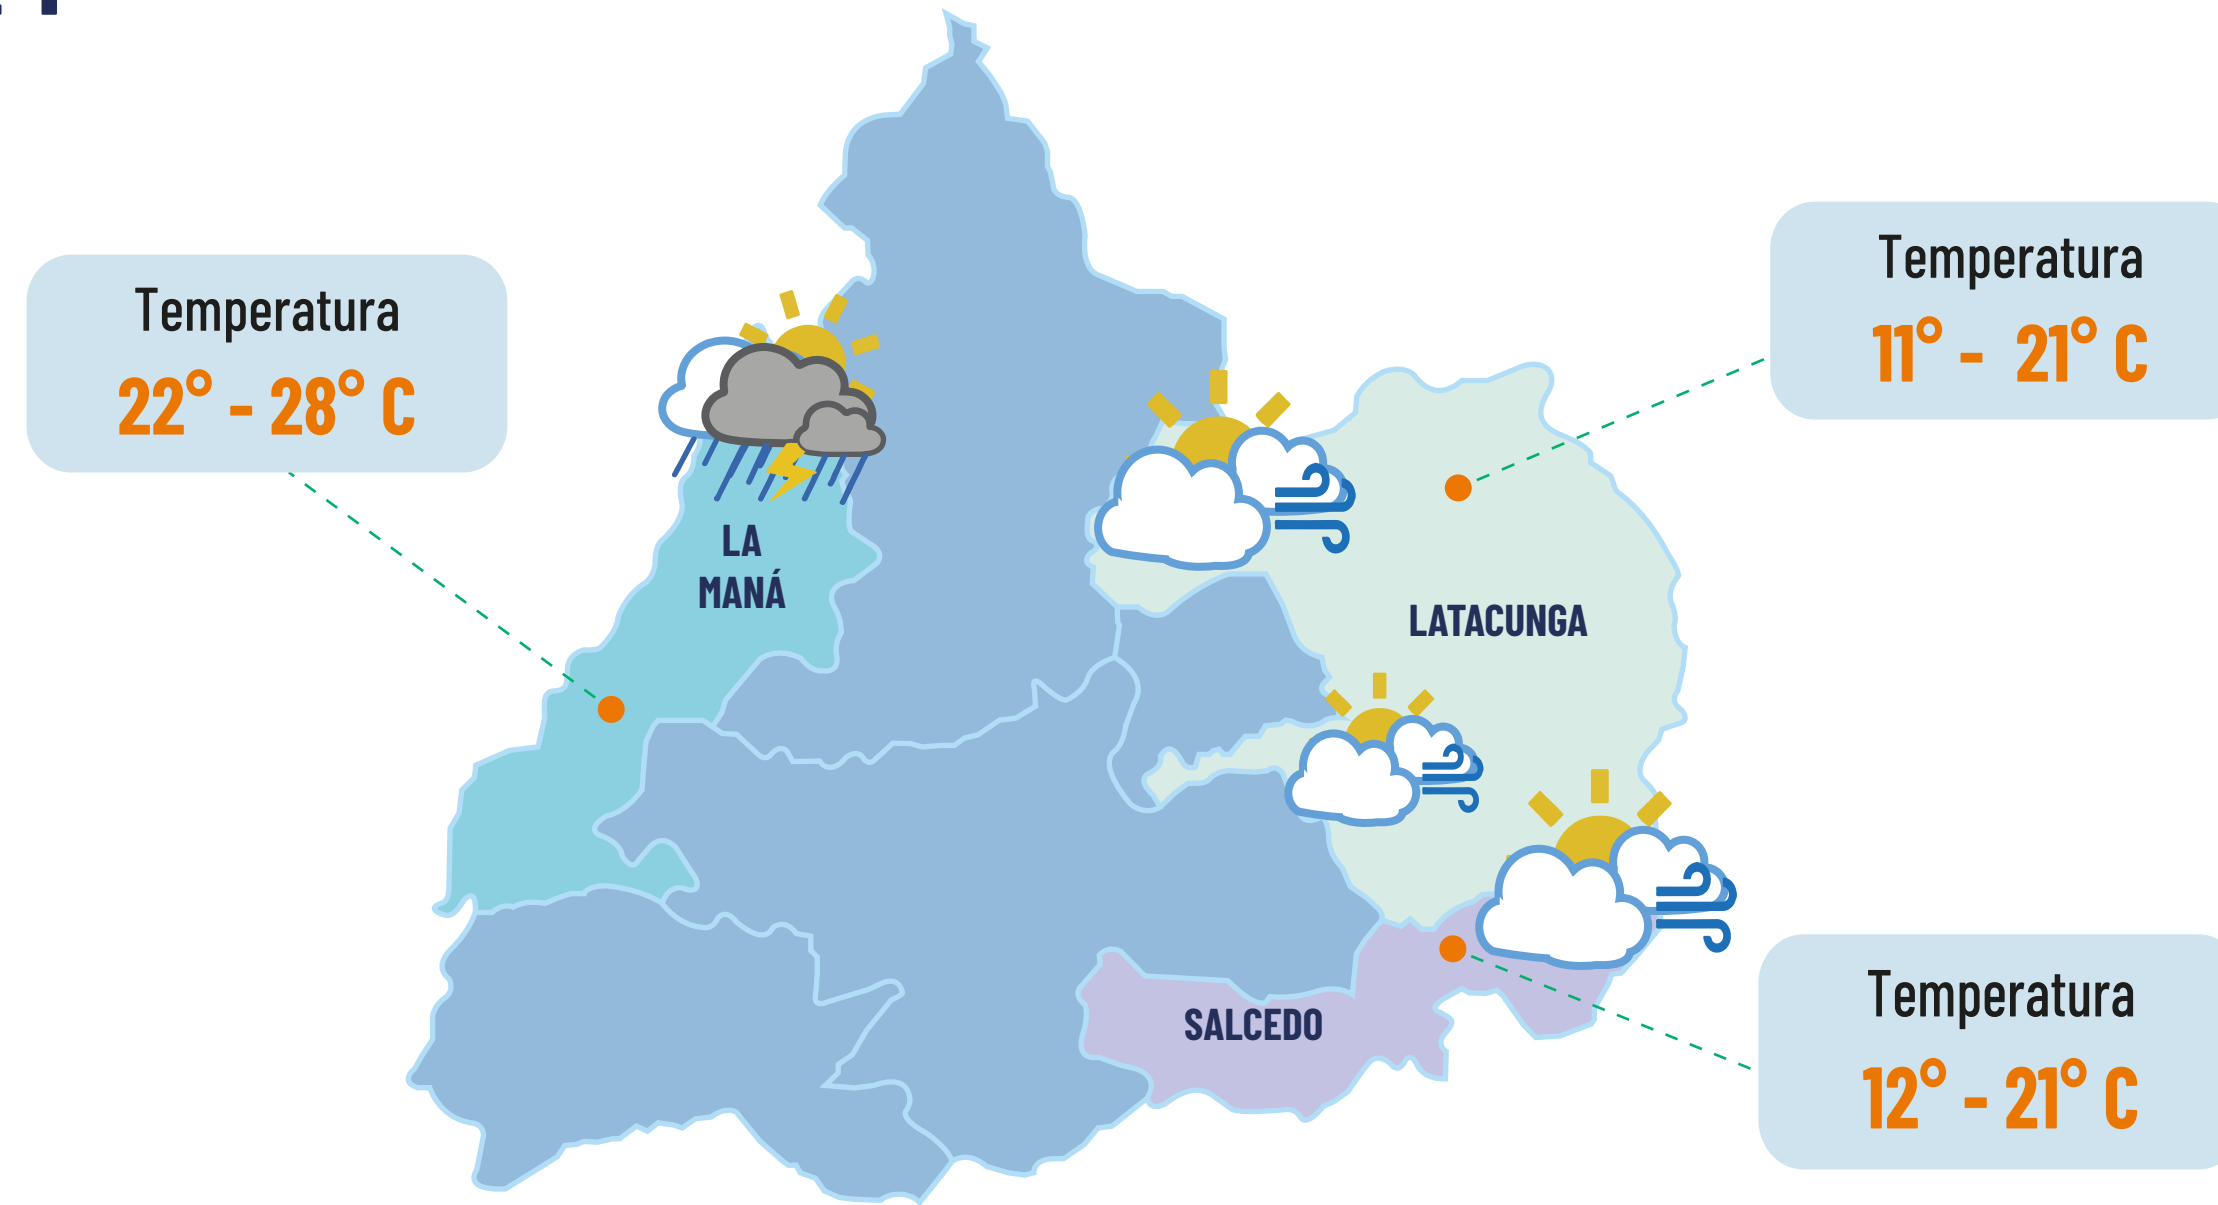 Temperatura
22° - 28° C
Temperatura
11° - 21° C
LA
MANÁ
LATACUNGA
SALCEDO
Temperatura
12° - 21° C